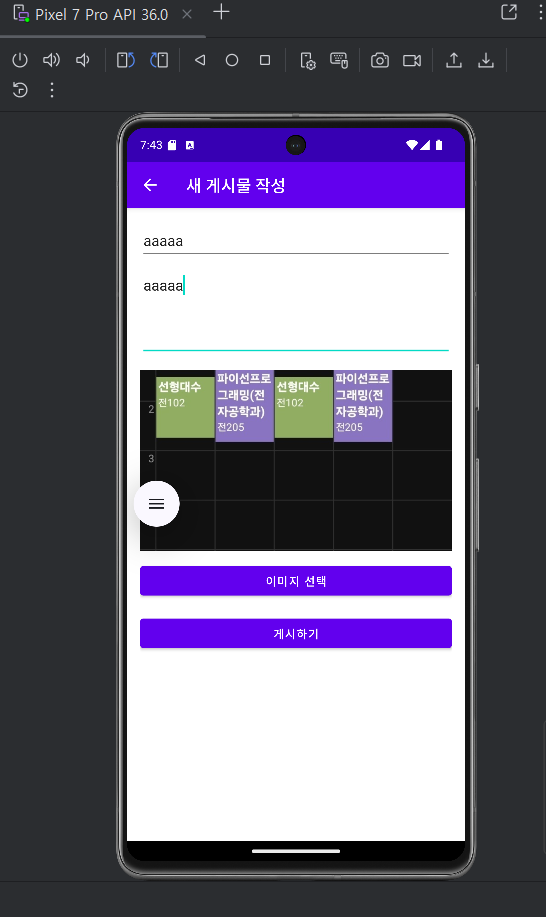 Pixel 7 Pro API 36.0
7:43
새 게시물 작성
aaaaa
aaaaa
선형대수
전102
파이선프로
그래밍(전
자공학과)
전205
선형대수
전102
파이선프로
그래밍(전
자공학과)
전205
2
3
이미지 선택
게시하기